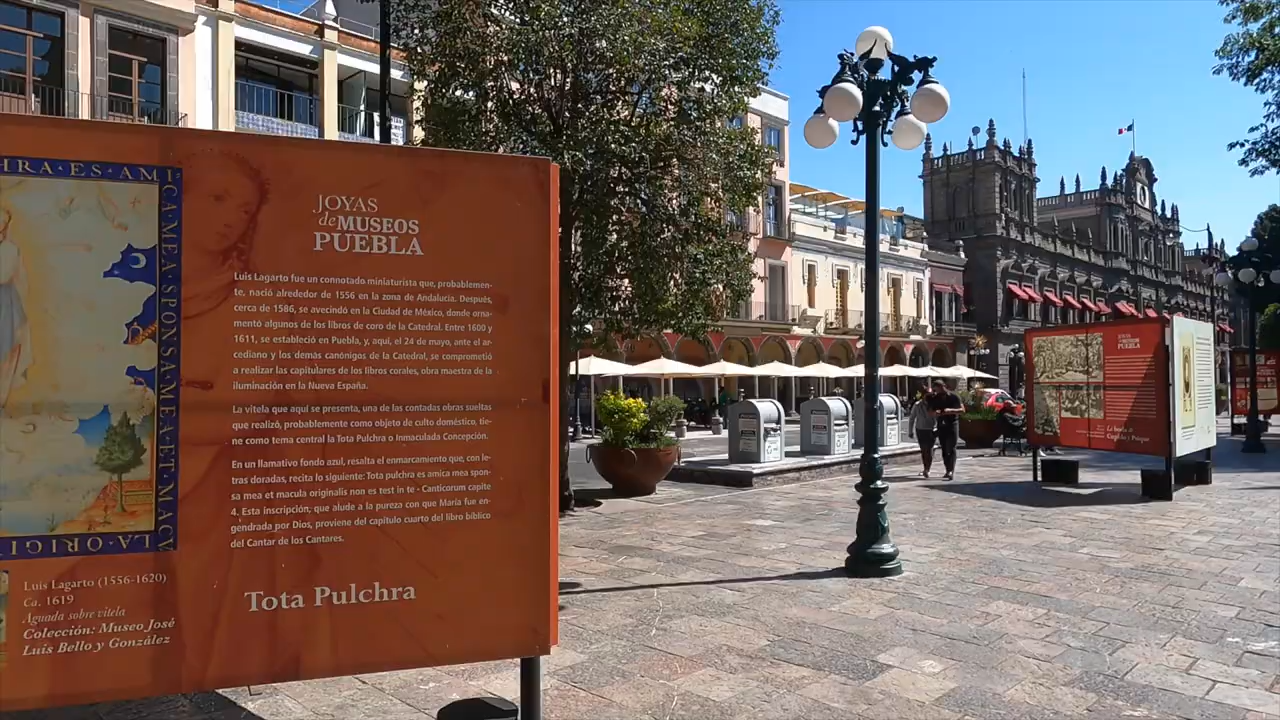 IRA·ES·AMI
CA·MEA·SPONSA·MEA·ET·MACV
LA·ORIGI
JOYAS
de MUSEOS
PUEBLA
Luis Lagarto fue un connotado miniaturista que, probablemen-
te, nació alrededor de 1556 en la zona de Andalucía. Después,
cerca de 1586, se avecindó en la Ciudad de México, donde orna-
mentó algunos de los libros de coro de la Catedral. Entre 1600 y
1611, se estableció en Puebla, y, aquí, el 24 de mayo, ante el ar-
cediano y los demás canónigos de la Catedral, se comprometió
a realizar las capitulares de los libros corales, obra maestra de la
iluminación en la Nueva España.
La vitela que aquí se presenta, una de las contadas obras sueltas
que realizó, probablemente como objeto de culto doméstico, tie-
ne como tema central la Tota Pulchra o Inmaculada Concepción.
En un llamativo fondo azul, resalta el enmarcamiento que, con le-
tras doradas, recita lo siguiente: Tota pulchra es amica mea spon-
sa mea et macula originalis non es test in te - Canticorum capite
4. Esta inscripción, que alude a la pureza con que María fue en-
gendrada por Dios, proviene del capítulo cuarto del libro bíblico
del Cantar de los Cantares.
Tota Pulchra
Luis Lagarto (1556-1620)
Ca. 1619
Aguada sobre vitela
Colección: Museo José
Luis Bello y González
JOYAS
de MUSEOS
PUEBLA